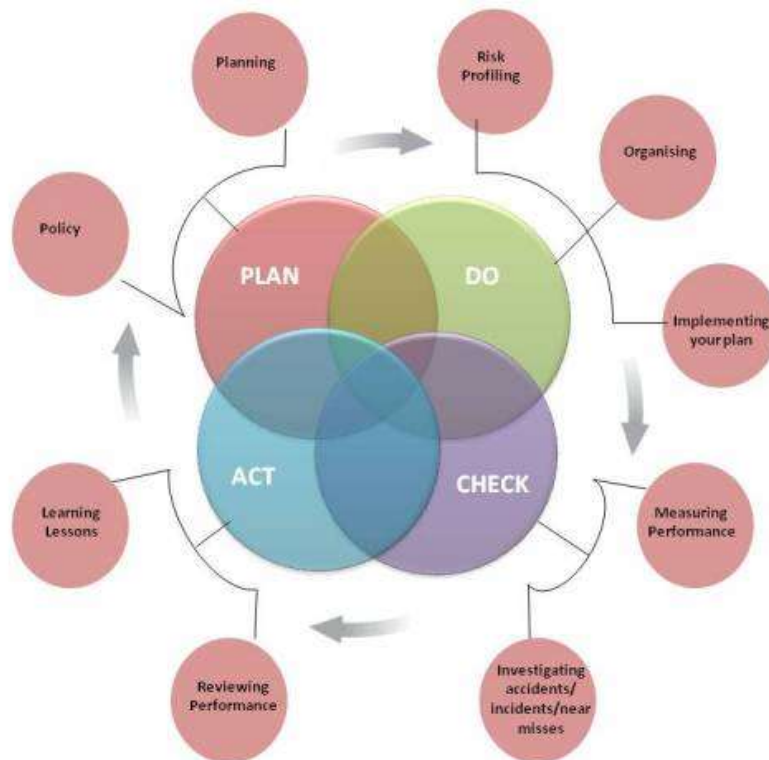 Planning
Risk
Profiling
Organising
Policy
PLAN
DO
Implementing
your plan
ACT
CHECK
Learning
Lessons
Measuring
Performance
Reviewing
Performance
Investigating
accidents/
incidents/near
misses